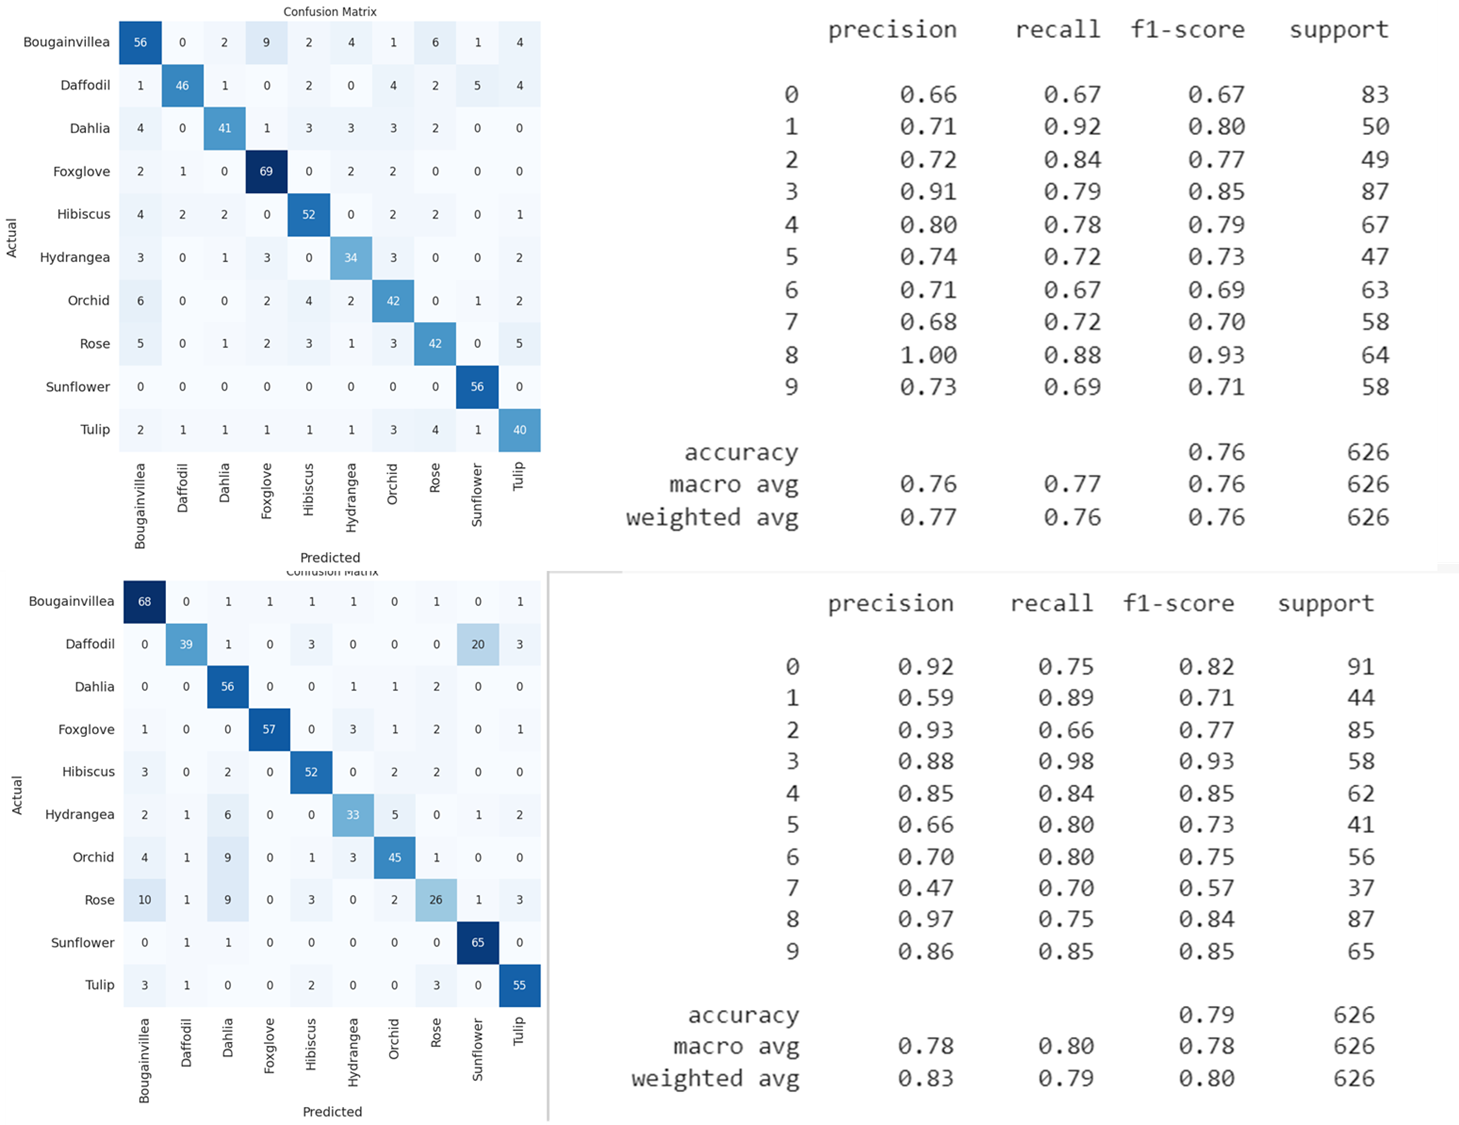 Confusion Matrix
Bougainvillea 56 0 2 9 2 4 1 6 1 4
Daffodil 1 46 1 0 2 0 4 2 5 4
Dahlia 4 0 41 1 3 3 3 2 0 0
Foxglove 2 1 0 69 0 2 2 0 0 0
Hibiscus 4 2 2 0 52 0 2 2 0 1
Hydrangea 3 0 1 3 0 34 3 0 0 2
Orchid 6 0 0 2 4 2 42 0 1 2
Rose 5 0 1 2 3 1 3 42 0 5
Sunflower 0 0 0 0 0 0 0 0 56 0
Tulip 2 1 1 1 1 1 3 4 1 40
Actual
Bougainvillea Daffodil Dahlia Foxglove Hibiscus Hydrangea Orchid Rose Sunflower Tulip
Predicted
precision recall f1-score support
0 0.66 0.67 0.67 83
1 0.71 0.92 0.80 50
2 0.72 0.84 0.77 49
3 0.91 0.79 0.85 87
4 0.80 0.78 0.79 67
5 0.74 0.72 0.73 47
6 0.71 0.67 0.69 63
7 0.68 0.72 0.70 58
8 1.00 0.88 0.93 64
9 0.73 0.69 0.71 58
accuracy 0.76 626
macro avg 0.76 0.77 0.76 626
weighted avg 0.77 0.76 0.76 626
Confusion Matrix
Bougainvillea 68 0 1 1 1 1 0 1 0 1
Daffodil 0 39 1 0 3 0 0 0 20 3
Dahlia 0 0 56 0 0 1 1 2 0 0
Foxglove 1 0 0 57 0 3 1 2 0 1
Hibiscus 3 0 2 0 52 0 2 2 0 0
Hydrangea 2 1 6 0 0 33 5 0 1 2
Orchid 4 1 9 0 1 3 45 1 0 0
Rose 10 1 9 0 3 0 2 26 1 3
Sunflower 0 1 1 0 0 0 0 0 65 0
Tulip 3 1 0 0 2 0 0 3 0 55
Actual
Bougainvillea Daffodil Dahlia Foxglove Hibiscus Hydrangea Orchid Rose Sunflower Tulip
Predicted
precision recall f1-score support
0 0.92 0.75 0.82 91
1 0.59 0.89 0.71 44
2 0.93 0.66 0.77 85
3 0.88 0.98 0.93 58
4 0.85 0.84 0.85 62
5 0.66 0.80 0.73 41
6 0.70 0.80 0.75 56
7 0.47 0.70 0.57 37
8 0.97 0.75 0.84 87
9 0.86 0.85 0.85 65
accuracy 0.79 626
macro avg 0.78 0.80 0.78 626
weighted avg 0.83 0.79 0.80 626